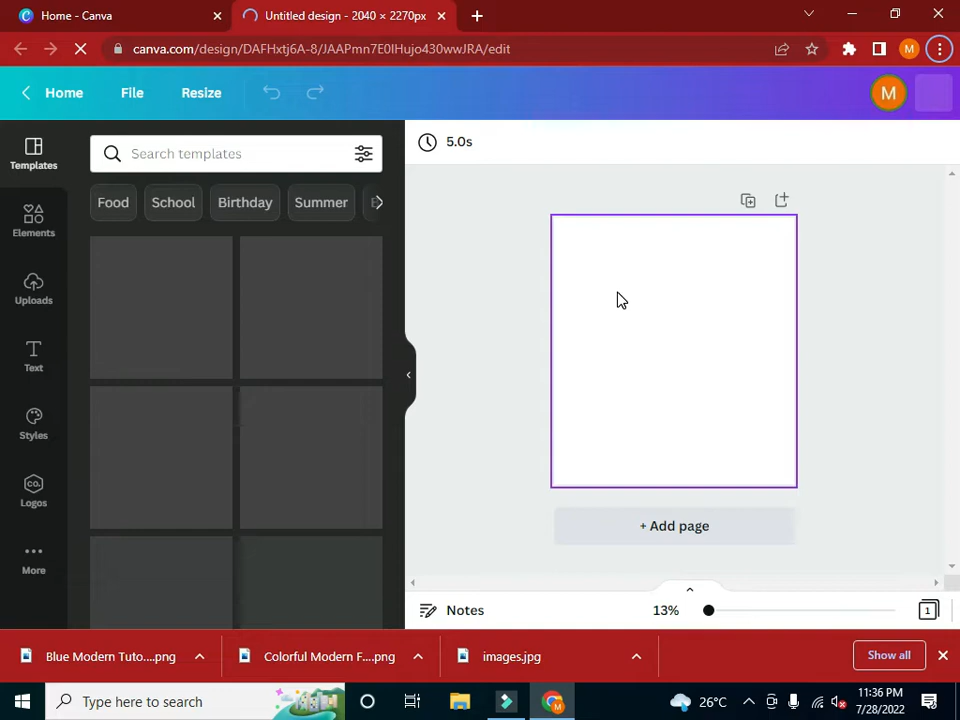 Home - Canva
Untitled design - 2040 × 2270px
canva.com/design/DAFHxtj6A-8/JAAPmn7E0IHujo430wwJRA/edit
M
Home
File
Resize
M
Templates
Search templates
5.0s
Food
School
Birthday
Summer
Elements
Uploads
Text
Styles
CO.
Logos
More
+ Add page
Notes
13%
1
Blue Modern Tuto....png
Colorful Modern F....png
images.jpg
Show all
Type here to search
M
26°C
11:36 PM
7/28/2022